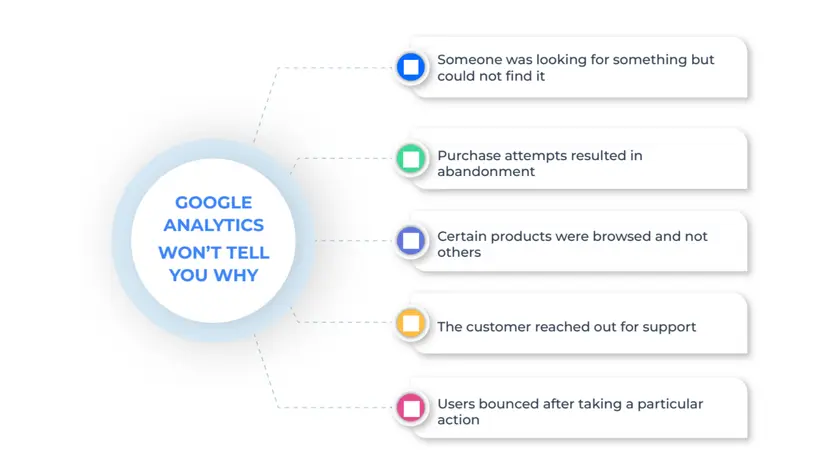 GOOGLE
ANALYTICS
WON'T TELL
YOU WHY
Someone was looking for something but
could not find it
Purchase attempts resulted in
abandonment
Certain products were browsed and not
others
The customer reached out for support
Users bounced after taking a particular
action